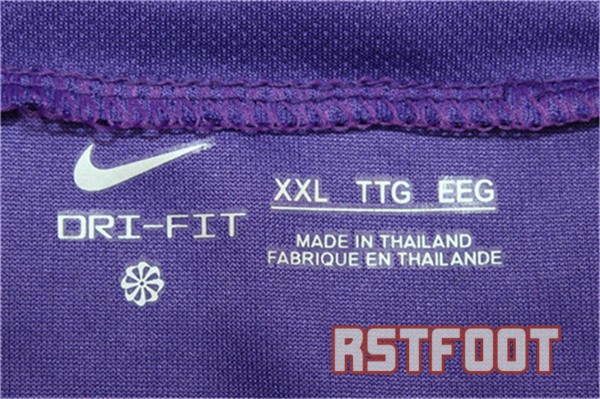 XXL TTG EEG
DRI-FIT
MADE IN THAILAND
FABRIQUE EN THAILANDE
RSTFOOT